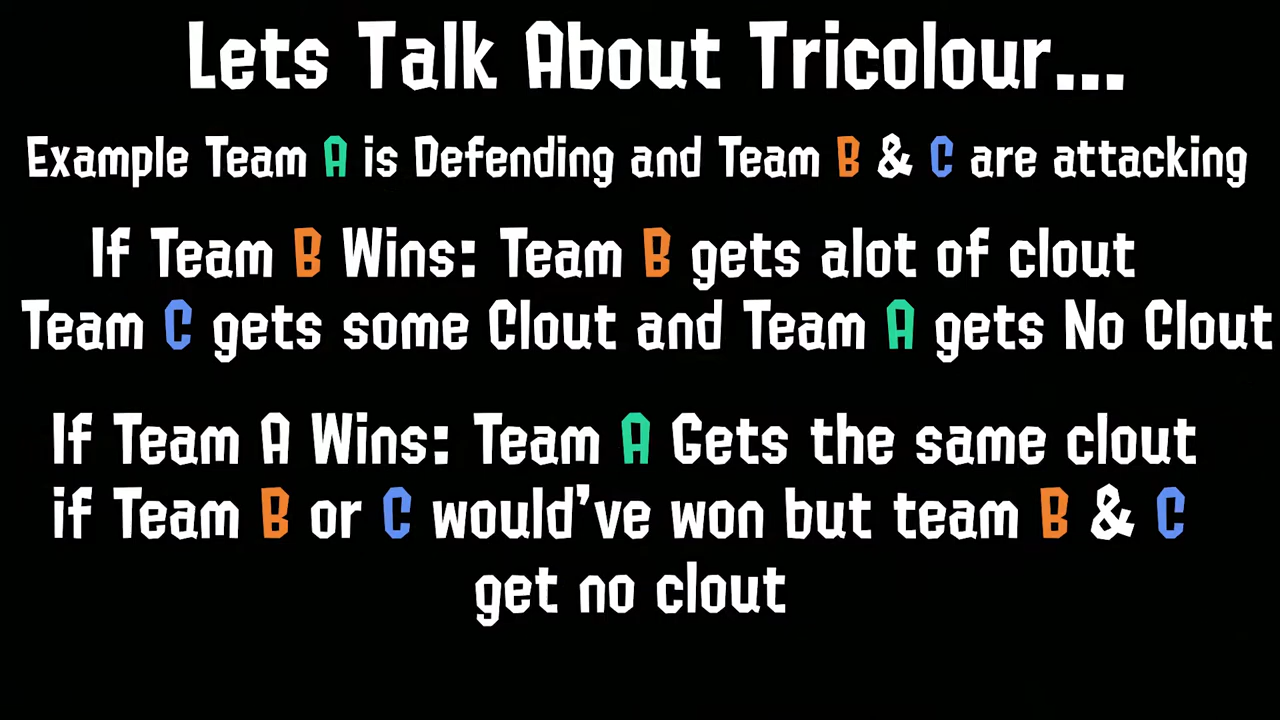 Lets Talk About Tricolour...
Example Team A is Defending and Team B & C are attacking
If Team B Wins: Team B gets alot of clout
Team C gets some Clout and Team A gets No Clout
If Team A Wins: Team A Gets the same clout
if Team B or C would've won but team B & C
get no clout